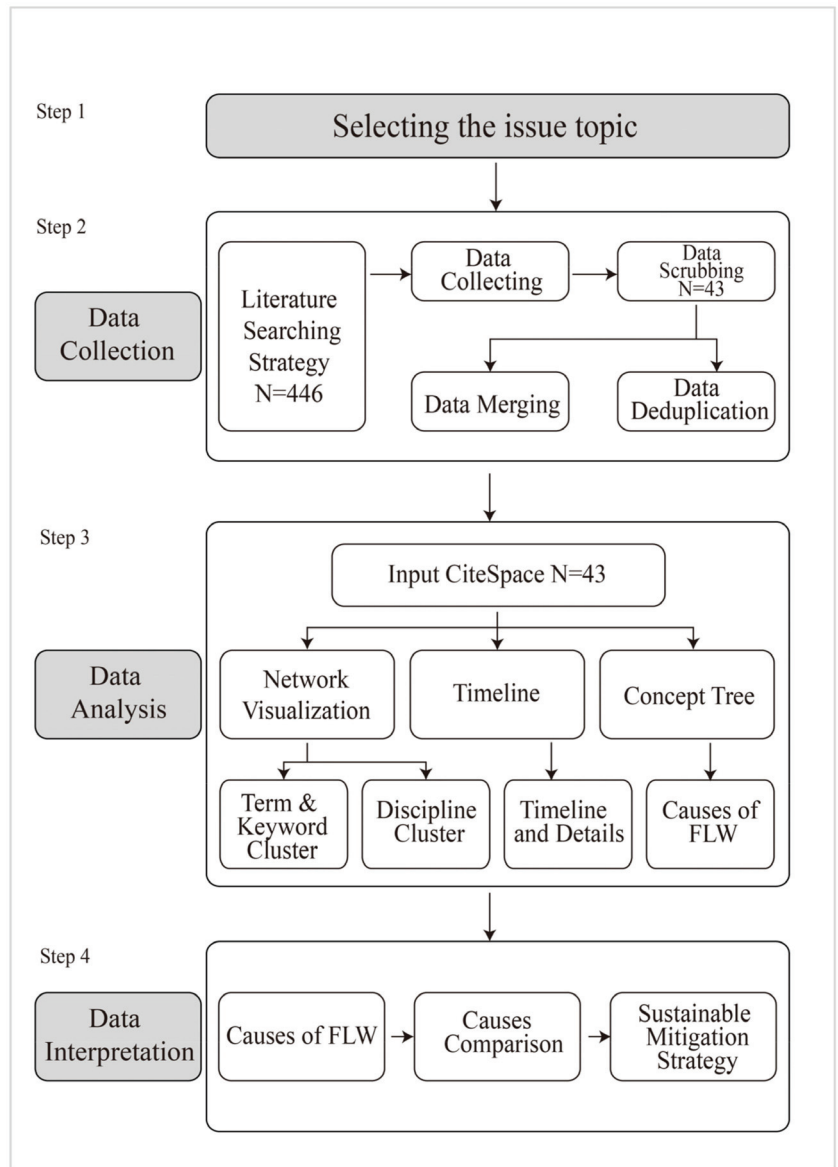 Step 1
Selecting the issue topic
Step 2
Data
Collection
Literature
Searching
Strategy
N=446
Data
Collecting
Data
Scrubbing
N=43
Data Merging
Data
Deduplication
Step 3
Input CiteSpace N=43
Data
Analysis
Network
Visualization
Timeline
Concept Tree
Term &
Keyword
Cluster
Discipline
Cluster
Timeline
and Details
Causes of
FLW
Step 4
Data
Interpretation
Causes of FLW
Causes
Comparison
Sustainable
Mitigation
Strategy